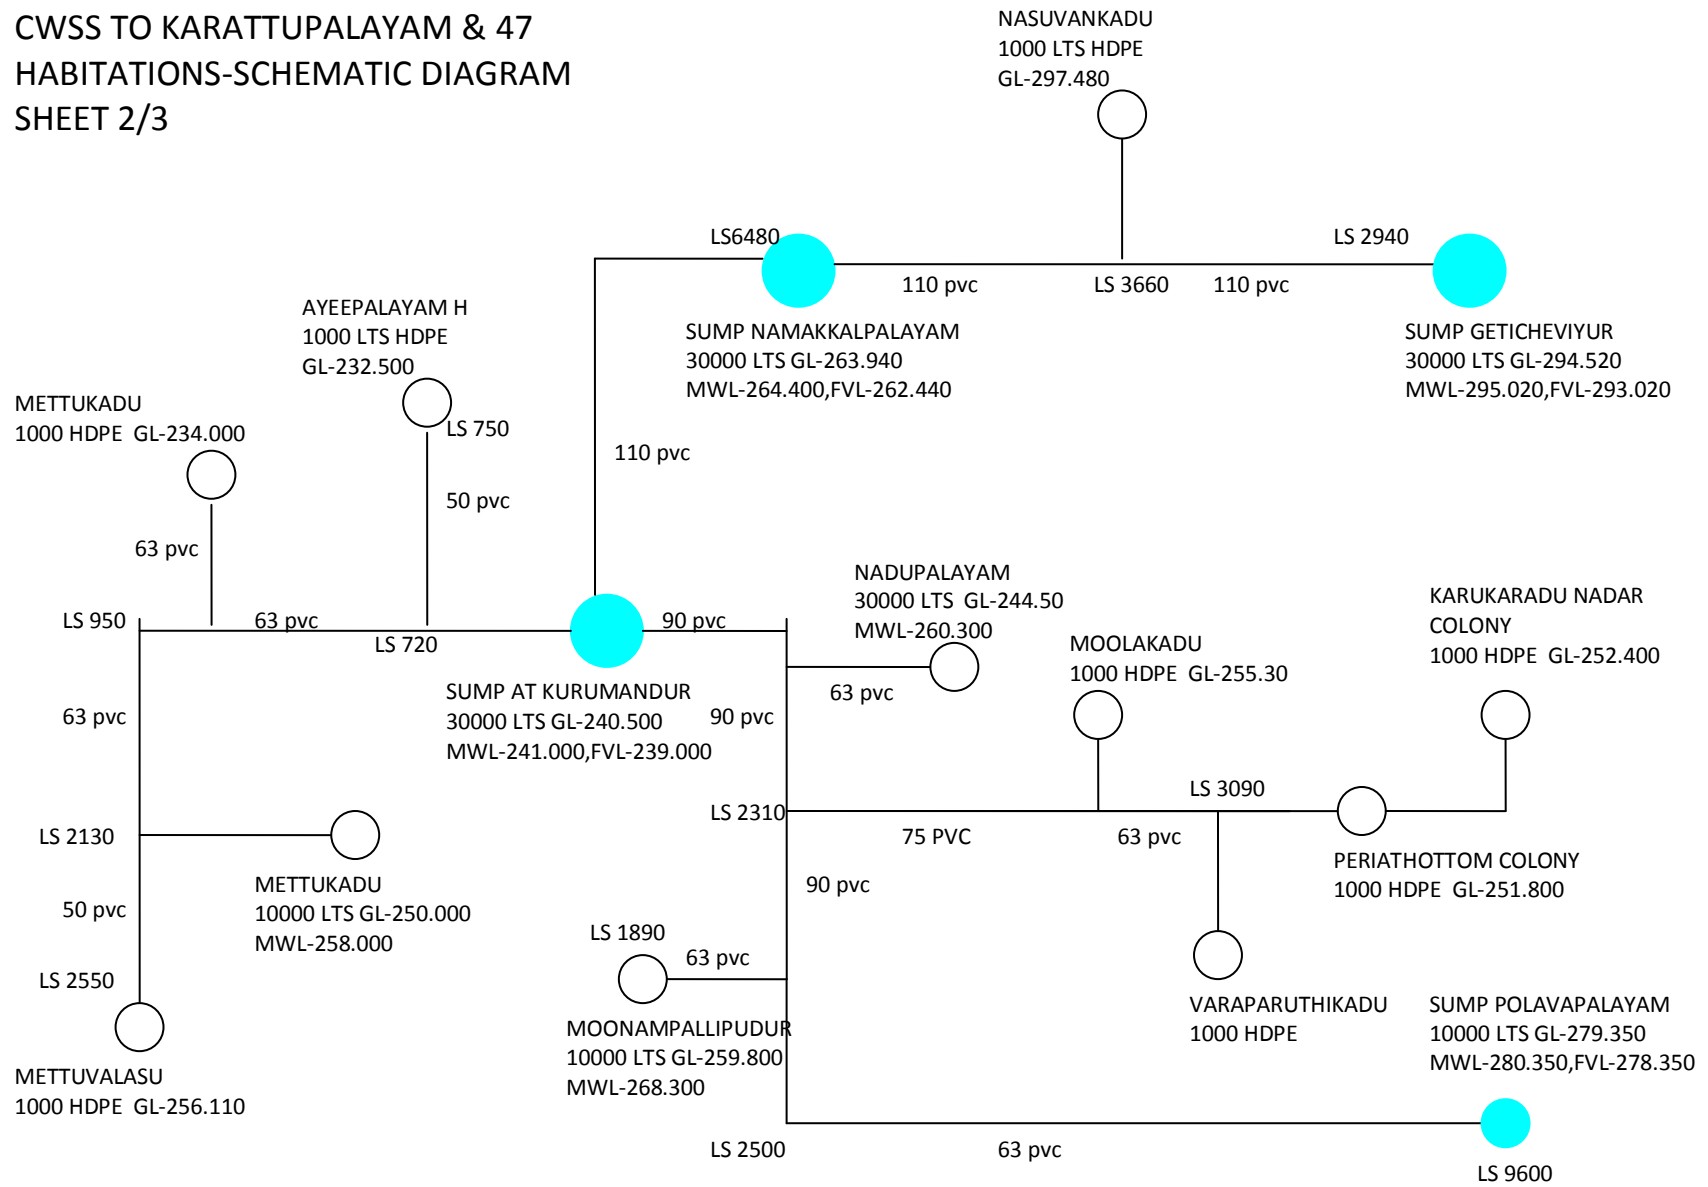 CWSS TO KARATTUPALAYAM & 47
HABITATIONS-SCHEMATIC DIAGRAM
SHEET 2/3
NASUVANKADU
1000 LTS HDPE
GL-297.480
LS6480
LS 2940
110 pvc
LS 3660
110 pvc
AYEEPALAYAM H
1000 LTS HDPE
GL-232.500
SUMP NAMAKKALPALAYAM
30000 LTS GL-263.940
MWL-264.400,FVL-262.440
SUMP GETICHEVIYUR
30000 LTS GL-294.520
MWL-295.020,FVL-293.020
METTUKADU
1000 HDPE GL-234.000
LS 750
110 pvc
50 pvc
63 pvc
NADUPALAYAM
30000 LTS GL-244.50
MWL-260.300
KARUKARADU NADAR
COLONY
1000 HDPE GL-252.400
LS 950
63 pvc
LS 720
90 pvc
MOOLAKADU
1000 HDPE GL-255.30
63 pvc
SUMP AT KURUMANDUR
30000 LTS GL-240.500
MWL-241.000,FVL-239.000
63 pvc
90 pvc
LS 3090
LS 2310
LS 2130
75 PVC
63 pvc
PERIATHOTTOM COLONY
1000 HDPE GL-251.800
METTUKADU
10000 LTS GL-250.000
MWL-258.000
90 pvc
50 pvc
LS 1890
63 pvc
LS 2550
VARAPARUTHIKADU
1000 HDPE
SUMP POLAVAPALAYAM
10000 LTS GL-279.350
MWL-280.350,FVL-278.350
MOONAMPALLIPUDUR
10000 LTS GL-259.800
MWL-268.300
METTUVALASU
1000 HDPE GL-256.110
LS 2500
63 pvc
LS 9600